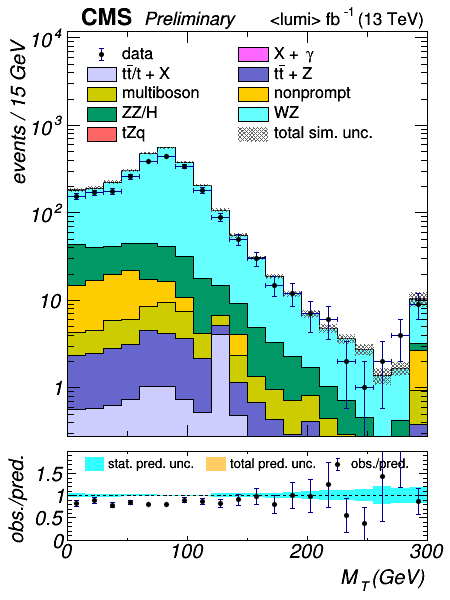 CMS Preliminary <lumi> fb⁻¹ (13 TeV)
events / 15 GeV
10⁴
10³
10²
10
1
data
X + γ
tt̄/t + X
tt̄ + Z
multiboson
nonprompt
ZZ/H
WZ
tZq
total sim. unc.
obs./pred.
1.5
1
0.5
0
stat. pred. unc.
total pred. unc.
obs./pred.
0
100
200
300
M_T (GeV)